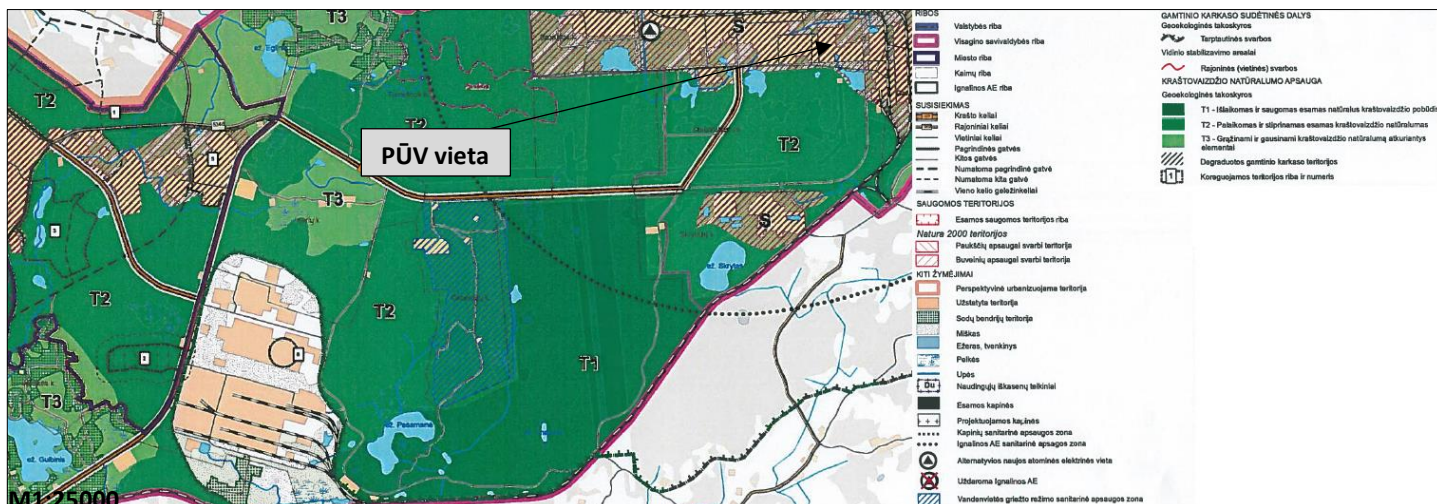 T3
ež. Eglinė
S
T2
1
T2
T2
PŪV vieta
T3
S
ež. Skrytas
T2
T2
T1
T3
ež. Gulbinis
M1:25000
RIBOS
Valstybės riba
Visagino savivaldybės riba
Miesto riba
Kaimų riba
Ignalinos AE riba
SUSISIEKIMAS
Krašto keliai
Rajoniniai keliai
Vietiniai keliai
Pagrindinės gatvės
Kitos gatvės
Numatoma pagrindinė gatvė
Numatoma kita gatvė
Vieno kelio geležinkeliai
SAUGOMOS TERITORIJOS
Esamos saugomos teritorijos riba
Natura 2000 teritorijos
Paukščių apsaugai svarbi teritorija
Buveinių apsaugai svarbi teritorija
KITI ŽYMĖJIMAI
Perspektyvinė urbanizuojama teritorija
Užstatyta teritorija
Sodų bendrijų teritorija
Miškas
Ežeras, tvenkinys
Pelkės
Upės
Du Naudingųjų iškasenų telkiniai
Esamos kapinės
Projektuojamos kapinės
Kapinių sanitarinė apsaugos zona
Ignalinos AE sanitarinė apsagos zona
Alternatyvios naujos atominės elektrinės vieta
Uždaroma Ignalinos AE
Vandenvietės griežto režimo sanitarinė apsaugos zona
GAMTINIO KARKASO SUDĖTINĖS DALYS
Geoekologinės takoskyros
Tarptautinės svarbos
Vidinio stabilizavimo arealai
Rajoninės (vietinės) svarbos
KRAŠTOVAIZDŽIO NATŪRALUMO APSAUGA
Geoekologinės takoskyros
T1 - Išlaikomas ir saugomas esamas natūralus kraštovaizdžio pobūdis
T2 - Palaikomas ir stiprinamas esamas kraštovaizdžio natūralumas
T3 - Grąžinami ir gausinami kraštovaizdžio natūralumą atkuriantys
elementai
Degraduotos gamtinio karkaso teritorijos
1 Koreguojamos teritorijos riba ir numeris